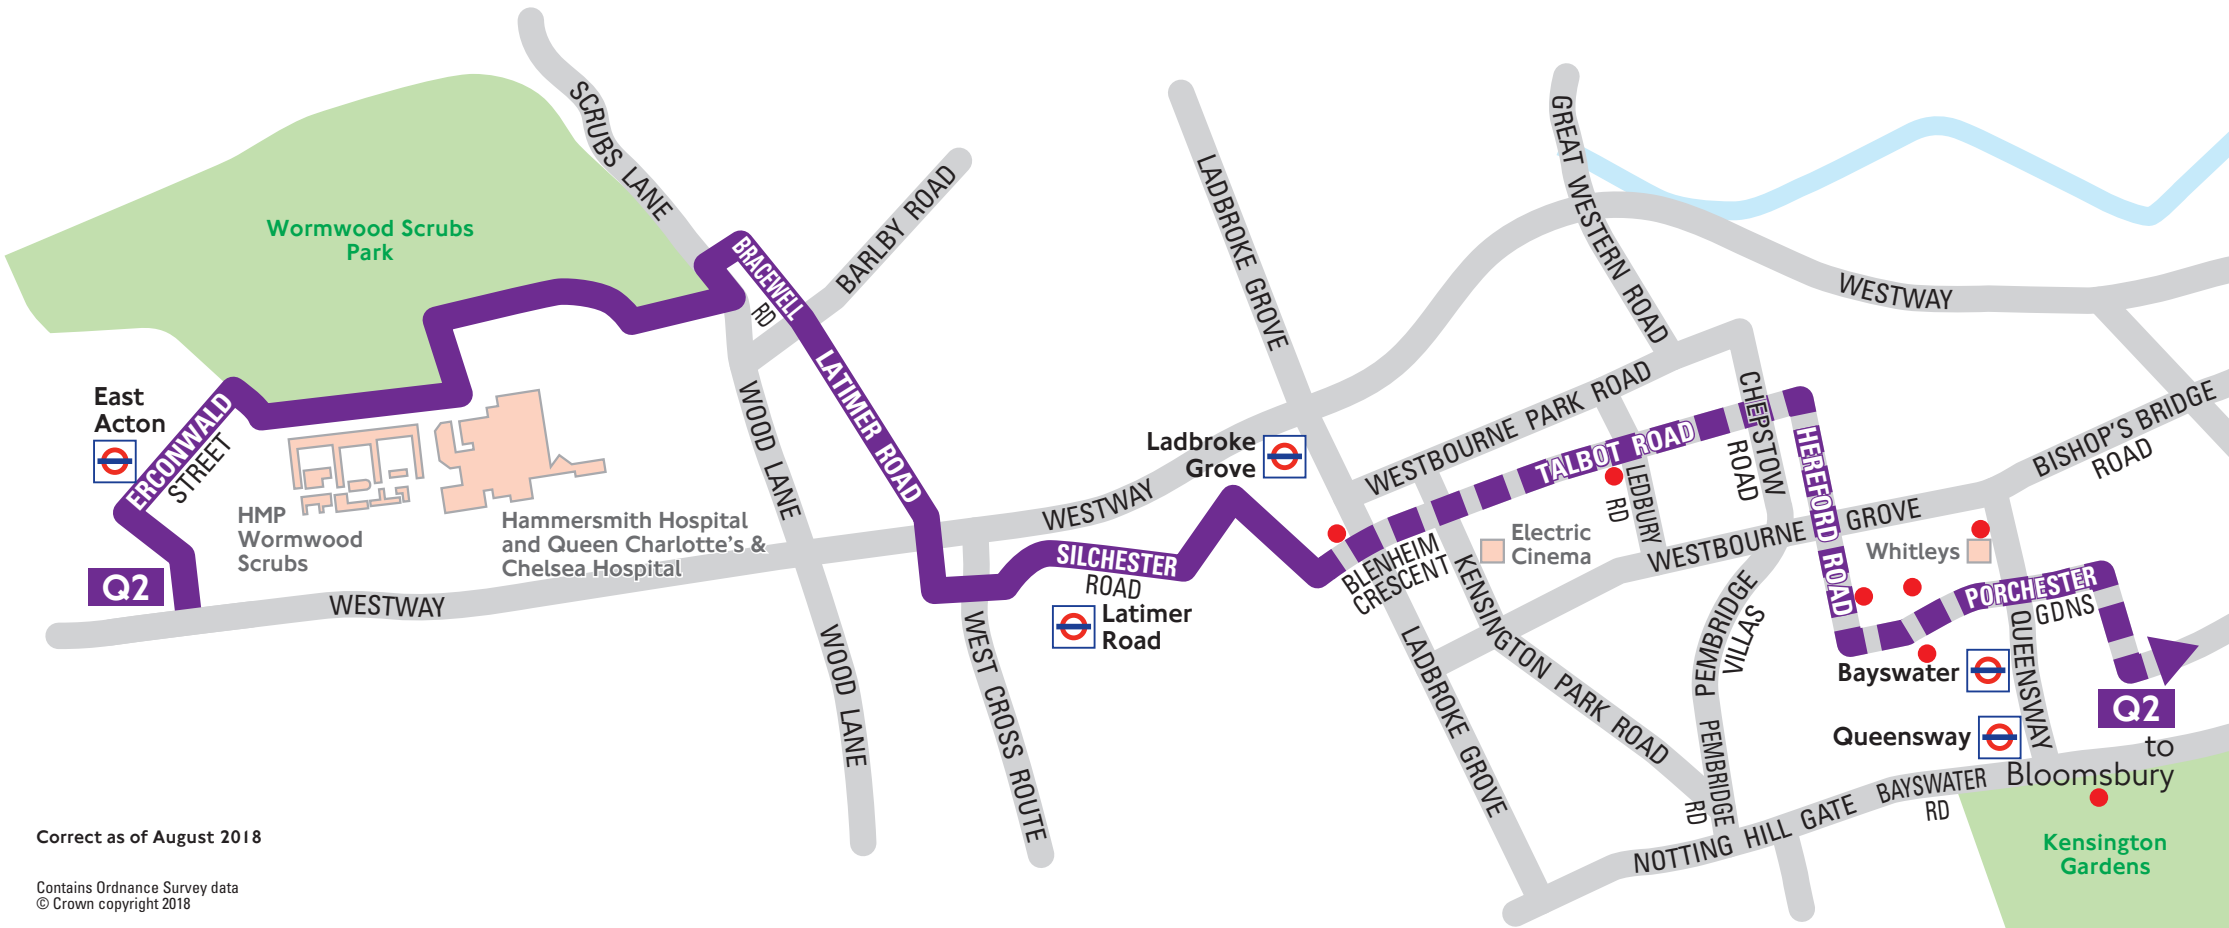 SCRUBS LANE
BARLBY ROAD
Wormwood Scrubs
Park
BRACEWELL
RD
LATIMER ROAD
WOOD LANE
East
Acton
ERCONWALD
STREET
Q2
HMP
Wormwood
Scrubs
Hammersmith Hospital
and Queen Charlotte's &
Chelsea Hospital
WESTWAY
WOOD LANE
WEST CROSS ROUTE
SILCHESTER
ROAD
Latimer
Road
WESTWAY
Ladbroke
Grove
LADBROKE GROVE
GREAT WESTERN ROAD
WESTWAY
WESTBOURNE PARK ROAD
TALBOT ROAD
CHEPSTOW
ROAD
LEDBURY
RD
HEREFORD ROAD
BISHOP'S BRIDGE
ROAD
BLENHEIM
CRESCENT
Electric
Cinema
WESTBOURNE GROVE
Whitleys
KENSINGTON PARK ROAD
LADBROKE GROVE
PEMBRIDGE
VILLAS
PEMBRIDGE
RD
PORCHESTER
GDNS
QUEENSWAY
Bayswater
Queensway
Q2
to
Bloomsbury
NOTTING HILL GATE
BAYSWATER
RD
Kensington
Gardens
Correct as of August 2018
Contains Ordnance Survey data
© Crown copyright 2018